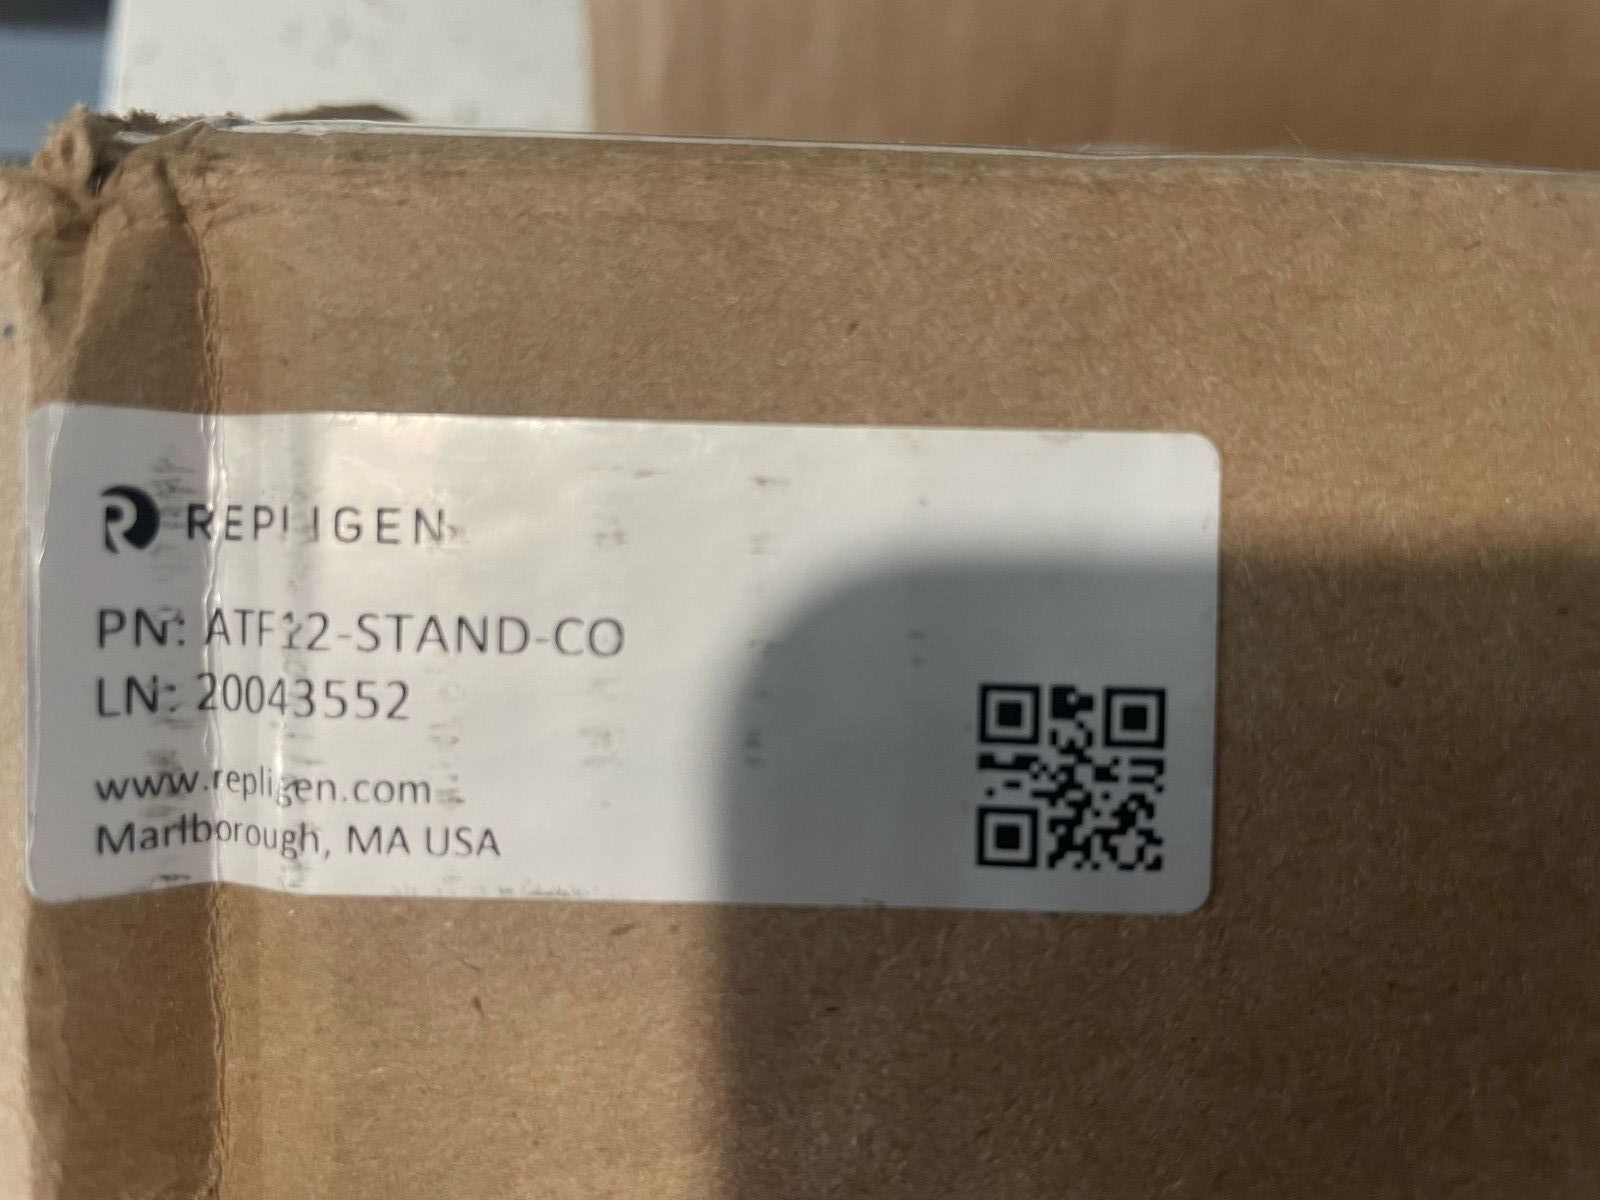 REPLIGEN
PN: ATF12-STAND-CO
LN: 20043552
www.repligen.com
Marlborough, MA USA